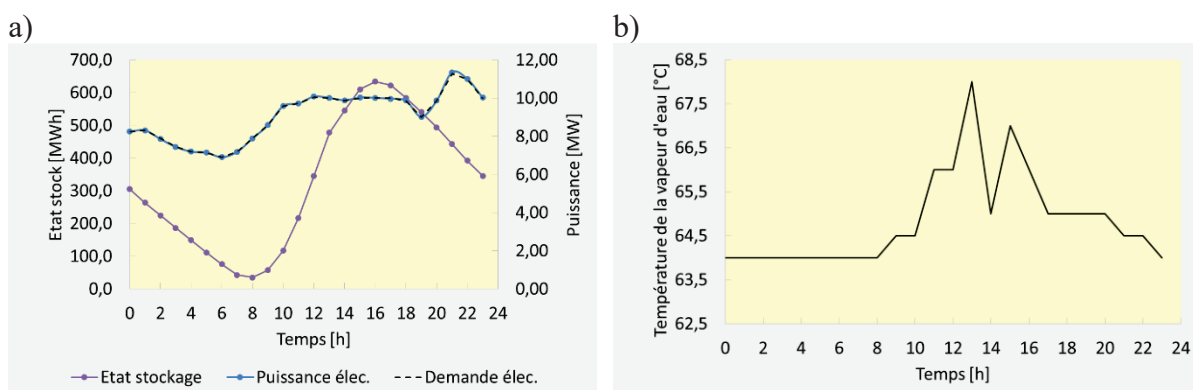 a)
700,0
600,0
500,0
400,0
300,0
200,0
100,0
0,0
Etat stock [MWh]
12,00
10,00
8,00
6,00
4,00
2,00
0,00
Puissance [MW]
0 2 4 6 8 10 12 14 16 18 20 22 24
Temps [h]
Etat stockage Puissance élec. Demande élec.
b)
68,5
67,5
66,5
65,5
64,5
63,5
62,5
Température de la vapeur d'eau [°C]
0 2 4 6 8 10 12 14 16 18 20 22 24
Temps [h]